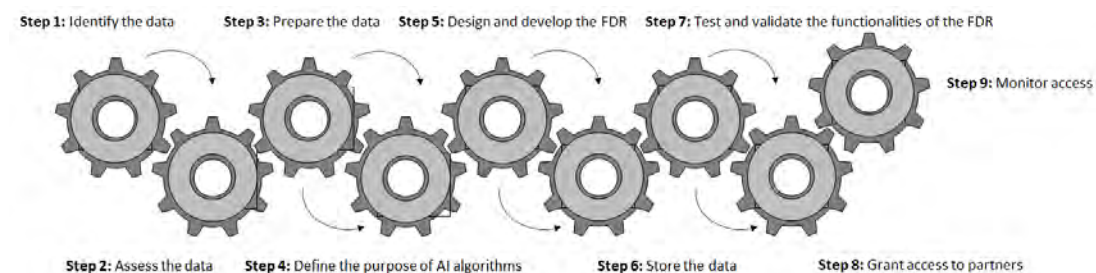 Step 1: Identify the data
Step 3: Prepare the data
Step 5: Design and develop the FDR
Step 7: Test and validate the functionalities of the FDR
Step 9: Monitor access
Step 2: Assess the data
Step 4: Define the purpose of AI algorithms
Step 6: Store the data
Step 8: Grant access to partners